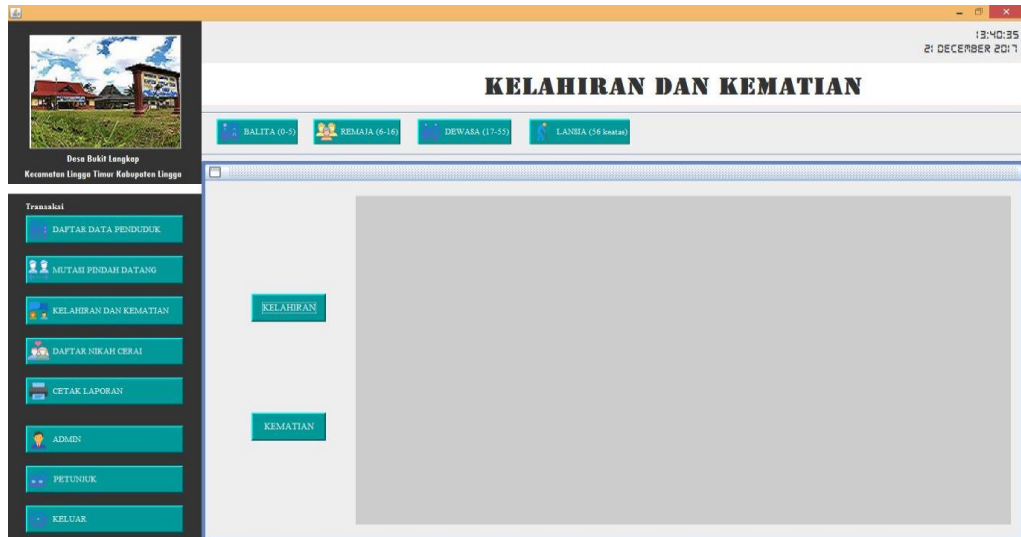 13:40:35
21 DECEMBER 2017
KELAHIRAN DAN KEMATIAN
BALITA (0-5) REMAJA (6-16) DEWASA (17-55) LANSIA (56 keatas)
Desa Bukit Langkap
Kecamatan Lingga Timur Kabupaten Lingga
Transaksi
DAFTAR DATA PENDUDUK
MUTASI PINDAH DATANG
KELAHIRAN DAN KEMATIAN
DAFTAR NIKAH CERAI
CETAK LAPORAN
ADMIN
PETUNJUK
KELUAR
KELAHIRAN
KEMATIAN